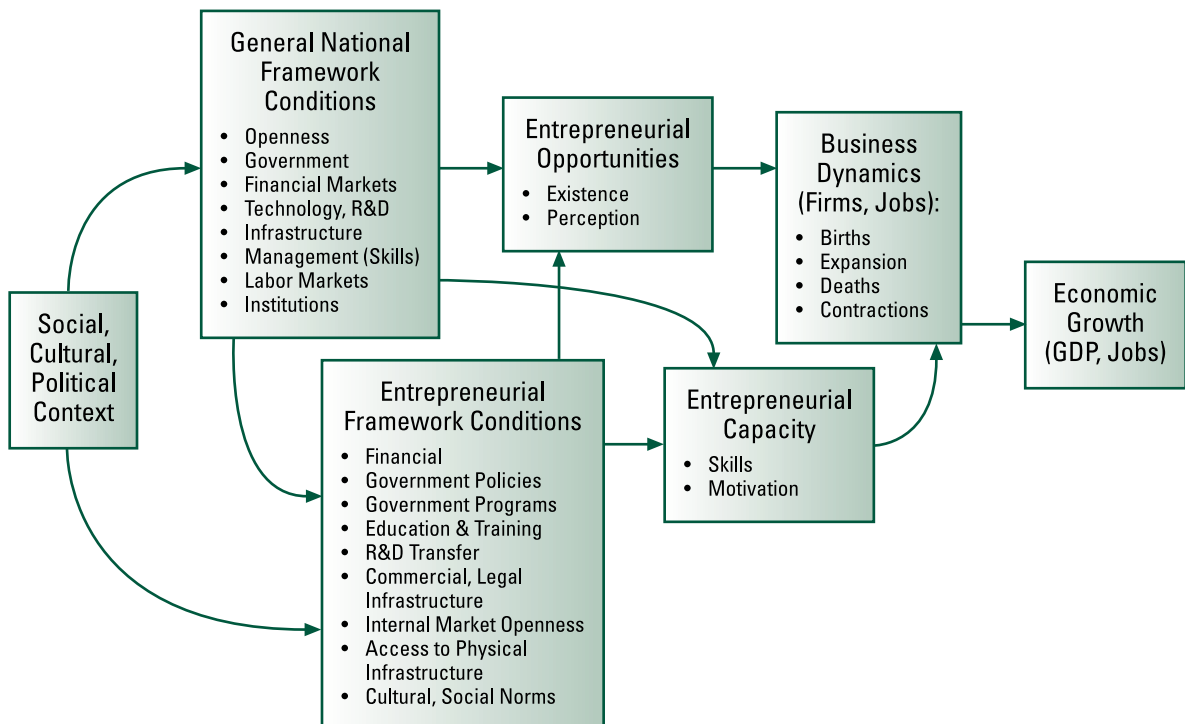 Social,
Cultural,
Political
Context
General National
Framework
Conditions
• Openness
• Government
• Financial Markets
• Technology, R&D
• Infrastructure
• Management (Skills)
• Labor Markets
• Institutions
Entrepreneurial
Framework Conditions
• Financial
• Government Policies
• Government Programs
• Education & Training
• R&D Transfer
• Commercial, Legal
Infrastructure
• Internal Market Openness
• Access to Physical
Infrastructure
• Cultural, Social Norms
Entrepreneurial
Opportunities
• Existence
• Perception
Entrepreneurial
Capacity
• Skills
• Motivation
Business
Dynamics
(Firms, Jobs):
• Births
• Expansion
• Deaths
• Contractions
Economic
Growth
(GDP, Jobs)